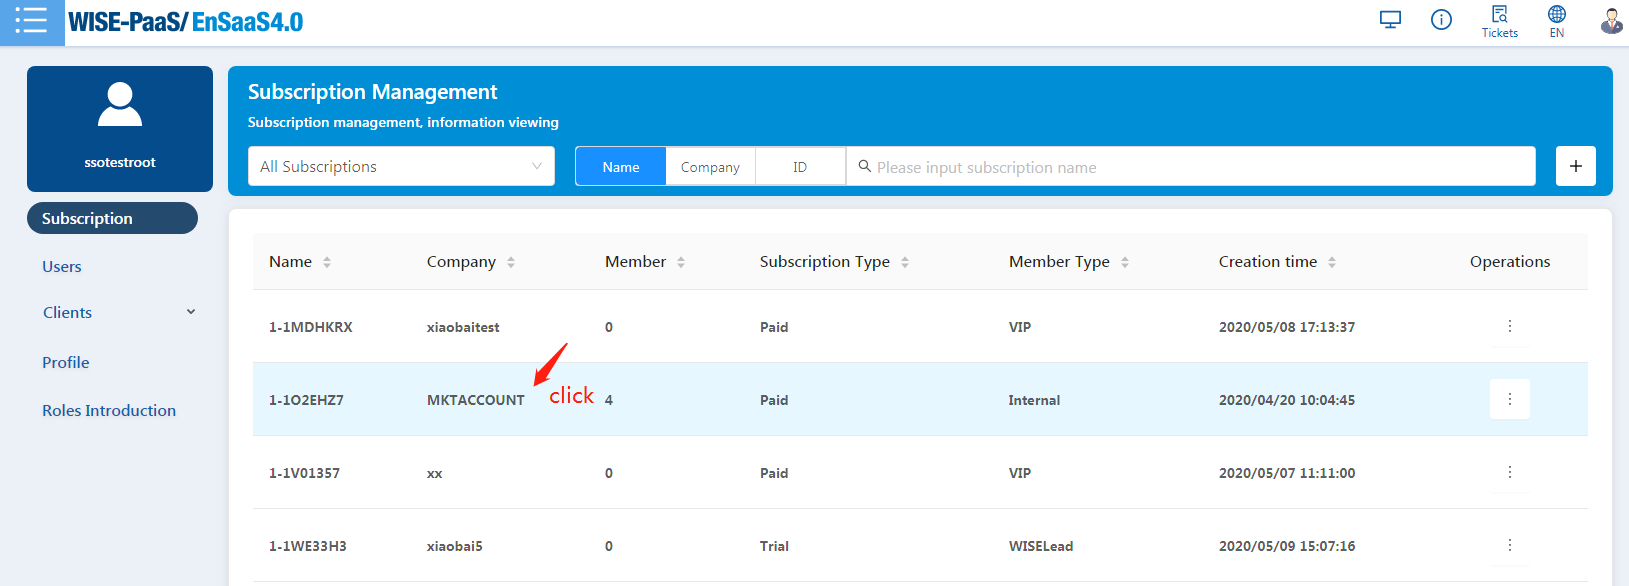 WISE-PaaS/ EnSaaS4.0
Tickets
EN
ssotestroot
Subscription
Users
Clients
Profile
Roles Introduction
Subscription Management
Subscription management, information viewing
All Subscriptions
Name Company ID Please input subscription name +
Name Company Member Subscription Type Member Type Creation time Operations
1-1MDHKRX xiaobaitest 0 Paid VIP 2020/05/08 17:13:37
click
1-1O2EHZ7 MKTACCOUNT 4 Paid Internal 2020/04/20 10:04:45
1-1V01357 xx 0 Paid VIP 2020/05/07 11:11:00
1-1WE33H3 xiaobai5 0 Trial WISELead 2020/05/09 15:07:16